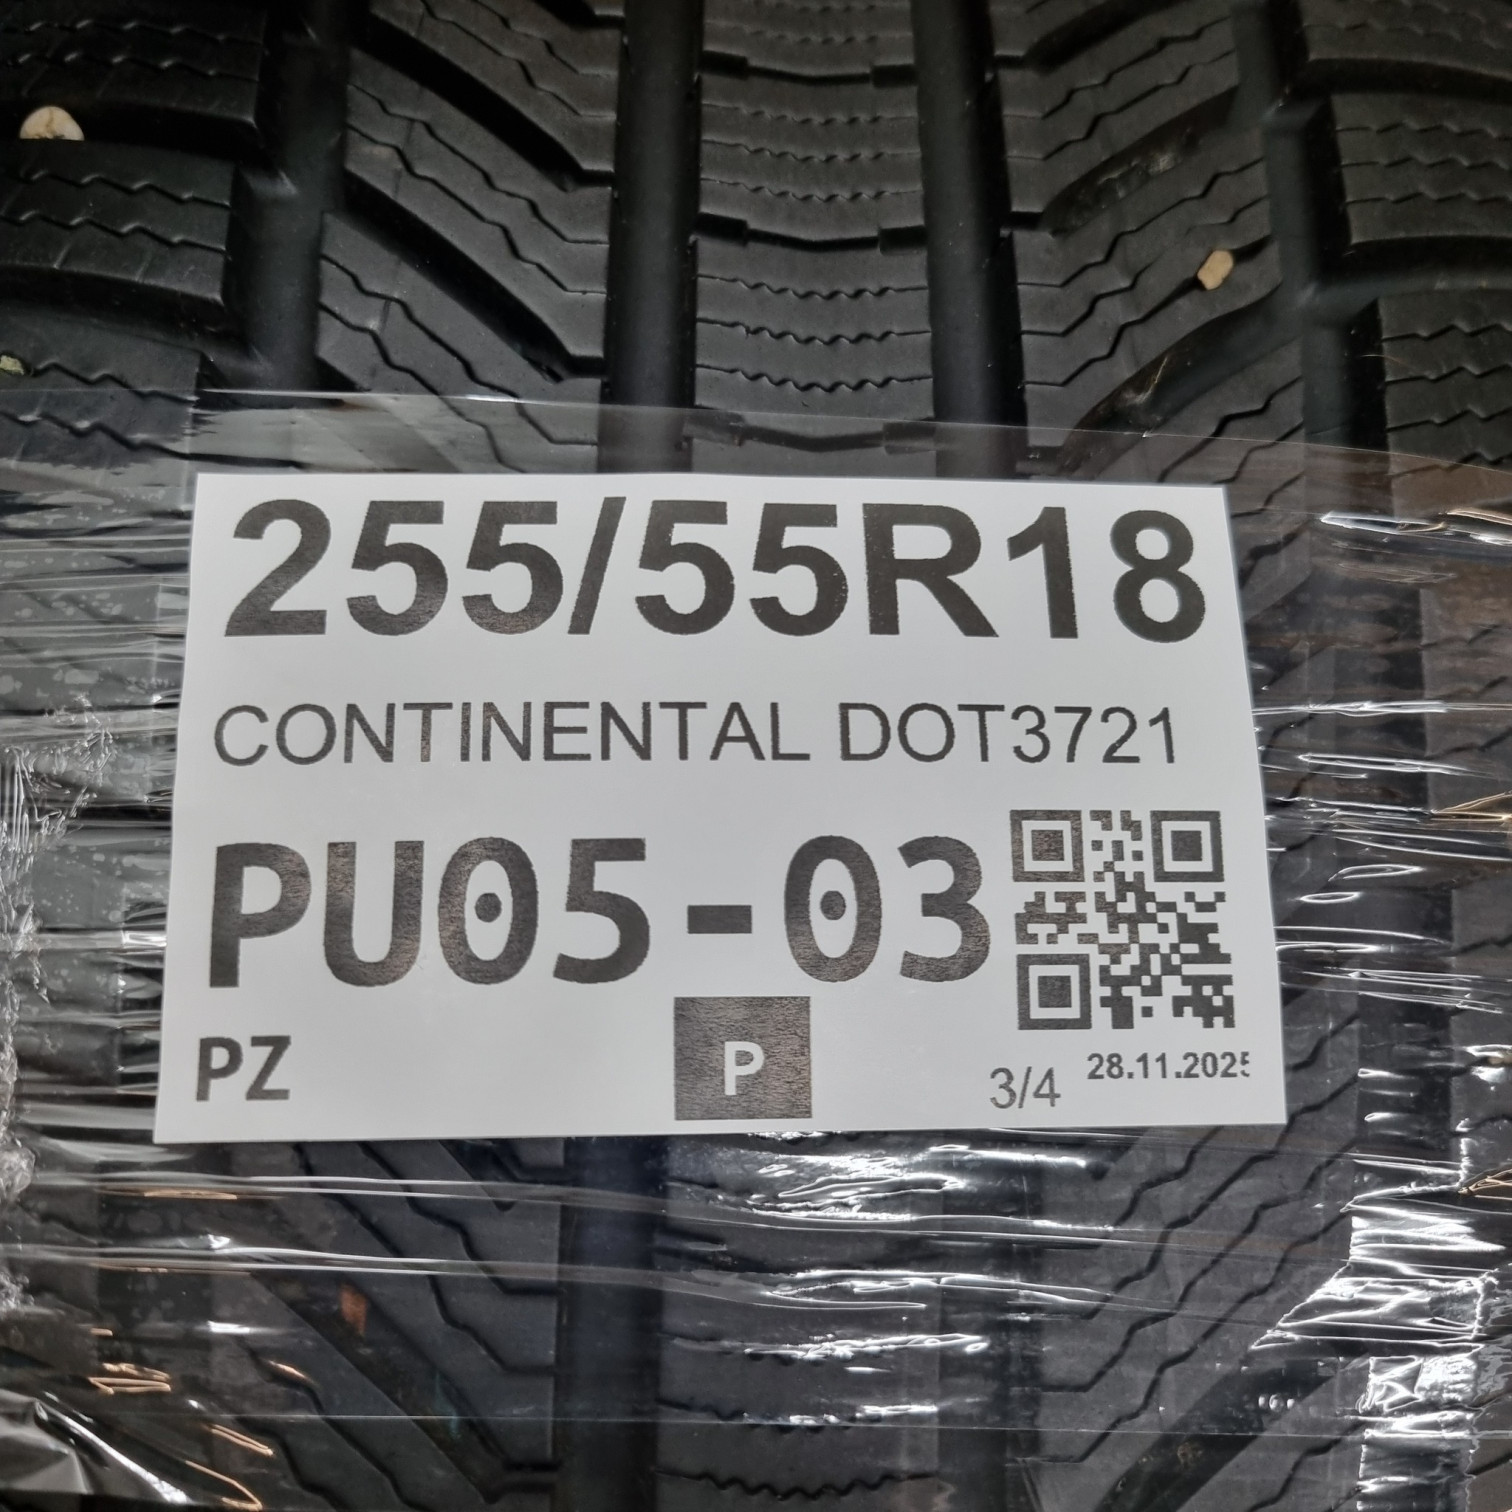 255/55R18
CONTINENTAL DOT3721
PU05-03
PZ
P
3/4
28.11.2025